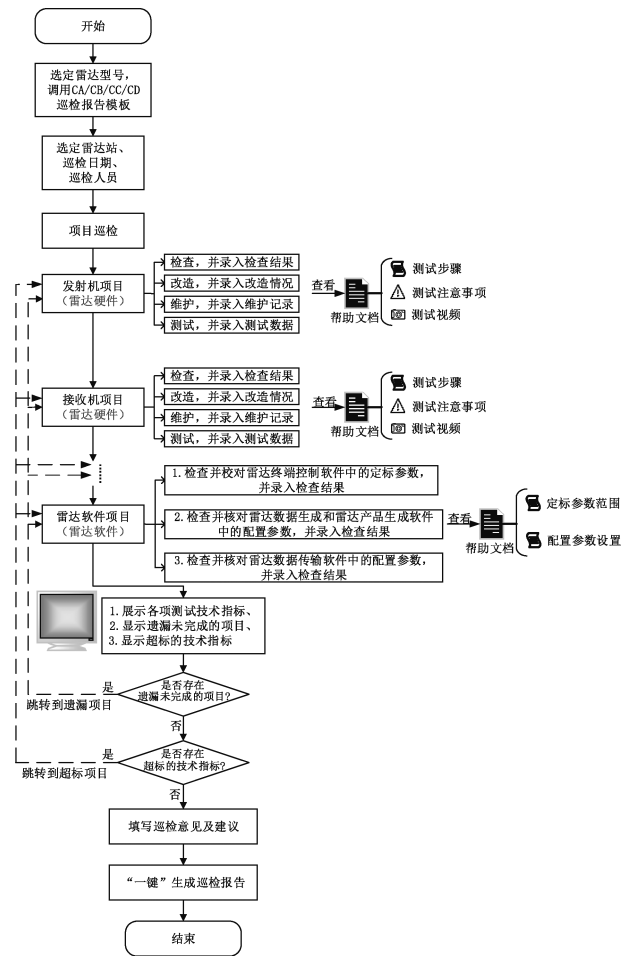 开始
选定雷达型号，
调用CA/CB/CC/CD
巡检报告模板
选定雷达站、
巡检日期、
巡检人员
项目巡检
发射机项目
（雷达硬件）
检查，并录入检查结果
改造，并录入改造情况
维护，并录入维护记录
测试，并录入测试数据
查看
帮助文档
测试步骤
测试注意事项
测试视频
接收机项目
（雷达硬件）
检查，并录入检查结果
改造，并录入改造情况
维护，并录入维护记录
测试，并录入测试数据
查看
帮助文档
测试步骤
测试注意事项
测试视频
雷达软件项目
（雷达软件）
1.检查并校对雷达终端控制软件中的定标参数，
并录入检查结果
2.检查并核对雷达数据生成和雷达产品生成软件
中的配置参数，并录入检查结果
3.检查并核对雷达数据传输软件中的配置参数，
并录入检查结果
查看
帮助文档
定标参数范围
配置参数设置
1.展示各项测试技术指标、
2.显示遗漏未完成的项目、
3.显示超标的技术指标
是否存在
遗漏未完成的项目?
是
跳转到遗漏项目
否
是否存在
超标的技术指标?
是
跳转到超标项目
否
填写巡检意见及建议
“一键”生成巡检报告
结束